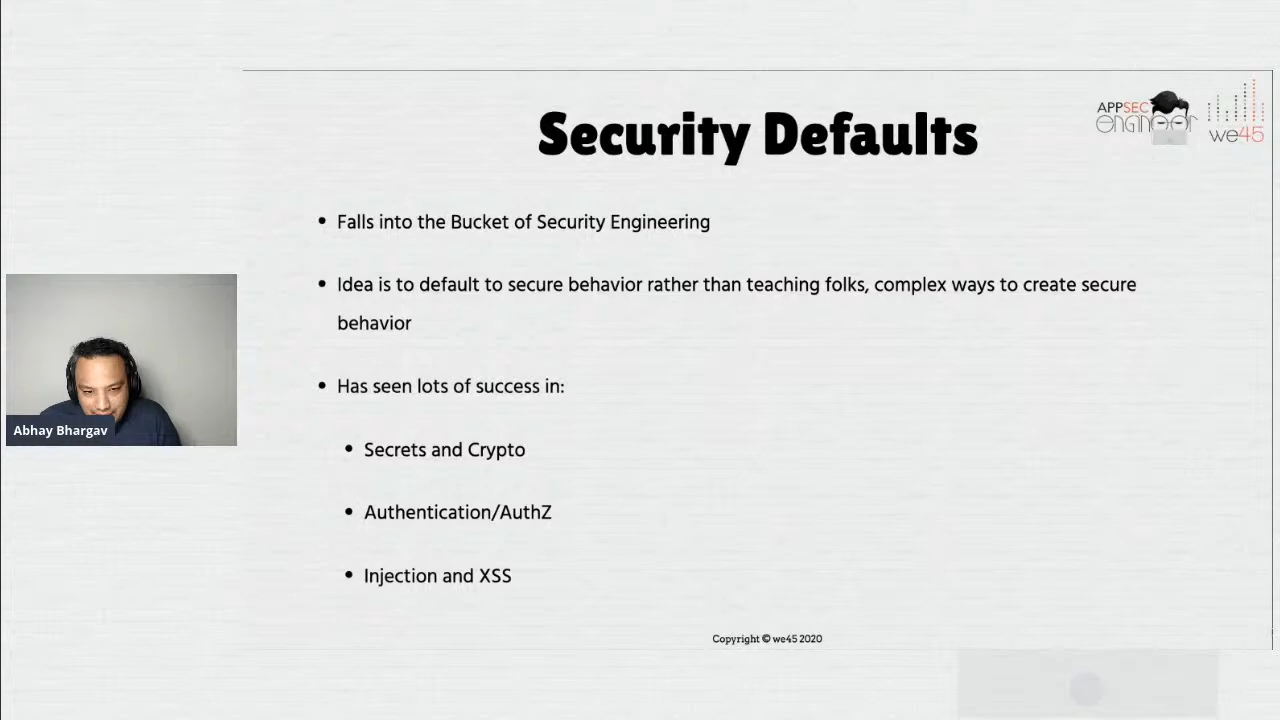 Security Defaults
APPSEC
engineer
we45
• Falls into the Bucket of Security Engineering
• Idea is to default to secure behavior rather than teaching folks, complex ways to create secure
behavior
• Has seen lots of success in:
• Secrets and Crypto
• Authentication/AuthZ
• Injection and XSS
Abhay Bhargav
Copyright © we45 2020